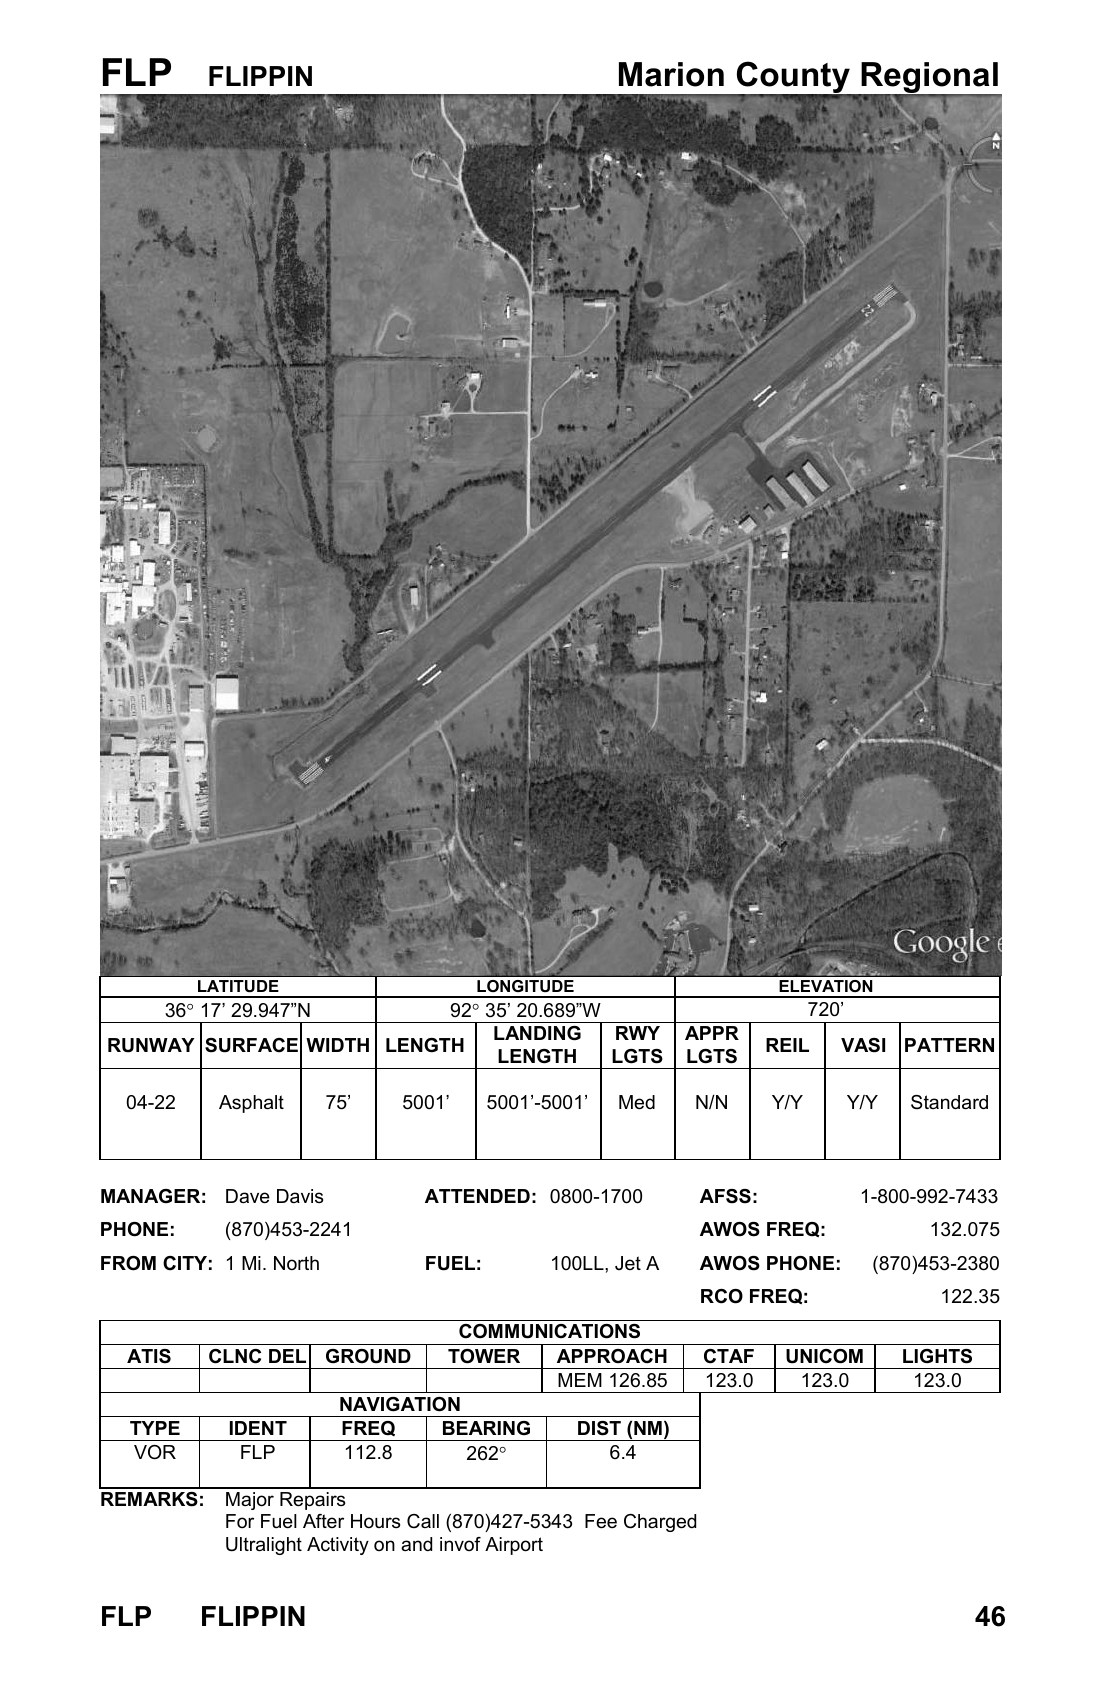 FLP FLIPPIN Marion County Regional
N
22
4
Google
LATITUDE LONGITUDE ELEVATION
36° 17’ 29.947”N 92° 35’ 20.689”W 720’
RUNWAY SURFACE WIDTH LENGTH LANDING LENGTH RWY LGTS APPR LGTS REIL VASI PATTERN
04-22 Asphalt 75’ 5001’ 5001’-5001’ Med N/N Y/Y Y/Y Standard
MANAGER: Dave Davis ATTENDED: 0800-1700 AFSS: 1-800-992-7433
PHONE: (870)453-2241 AWOS FREQ: 132.075
FROM CITY: 1 Mi. North FUEL: 100LL, Jet A AWOS PHONE: (870)453-2380
RCO FREQ: 122.35
COMMUNICATIONS
ATIS CLNC DEL GROUND TOWER APPROACH CTAF UNICOM LIGHTS
MEM 126.85 123.0 123.0 123.0
NAVIGATION
TYPE IDENT FREQ BEARING DIST (NM)
VOR FLP 112.8 262° 6.4
REMARKS: Major Repairs
For Fuel After Hours Call (870)427-5343 Fee Charged
Ultralight Activity on and invof Airport
FLP FLIPPIN 46